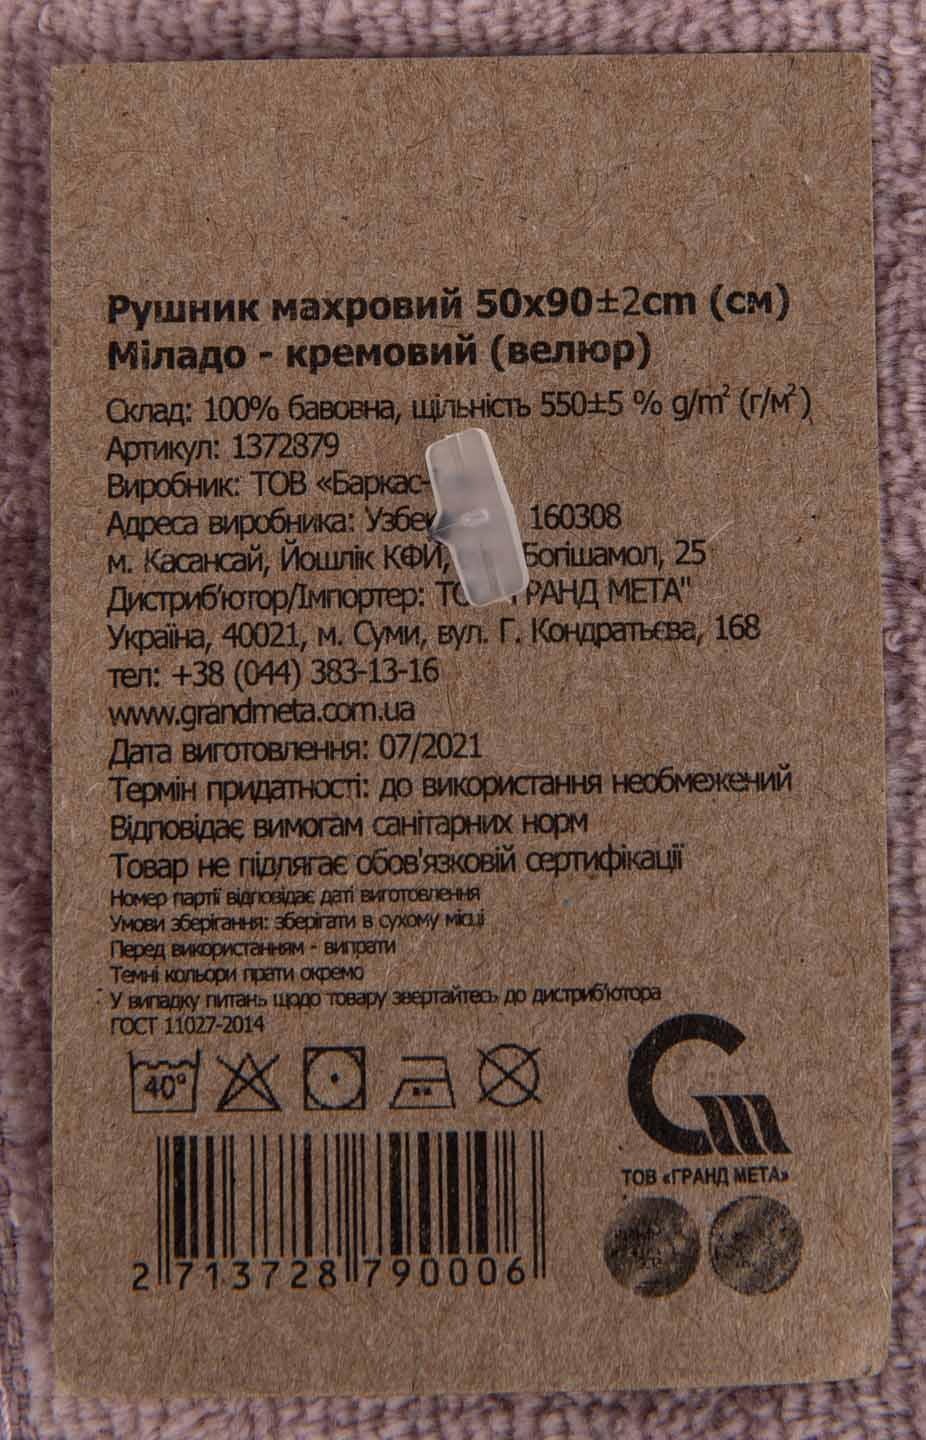 Рушник махровий 50х90±2cm (см)
Міладо - кремовий (велюр)
Склад: 100% бавовна, щільність 550±5 % g/m² (г/м²)
Артикул: 1372879
Виробник: ТОВ «Баркас-
Адреса виробника: 160308
м. Касансай, Йошлік КФИ, Богішамол, 25
Дистриб'ютор/Імпортер: "ГРАНД МЕТА"
Україна, 40021, м. Суми, вул. Г. Кондратьєва, 168
тел: +38 (044) 383-13-16
www.grandmeta.com.ua
Дата виготовлення: 07/2021
Термін придатності: до використання необмежений
Відповідає вимогам санітарних норм
Товар не підлягає обов'язковій сертифікації
Номер партії відповідає даті виготовлення
Умови зберігання: зберігати в сухому місці
Перед використанням - випрати
Темні кольори прати окремо
У випадку питань щодо товару звертайтесь до дистриб'ютора
ГОСТ 11027-2014
40°
ТОВ «ГРАНД МЕТА»
2 713728 790006